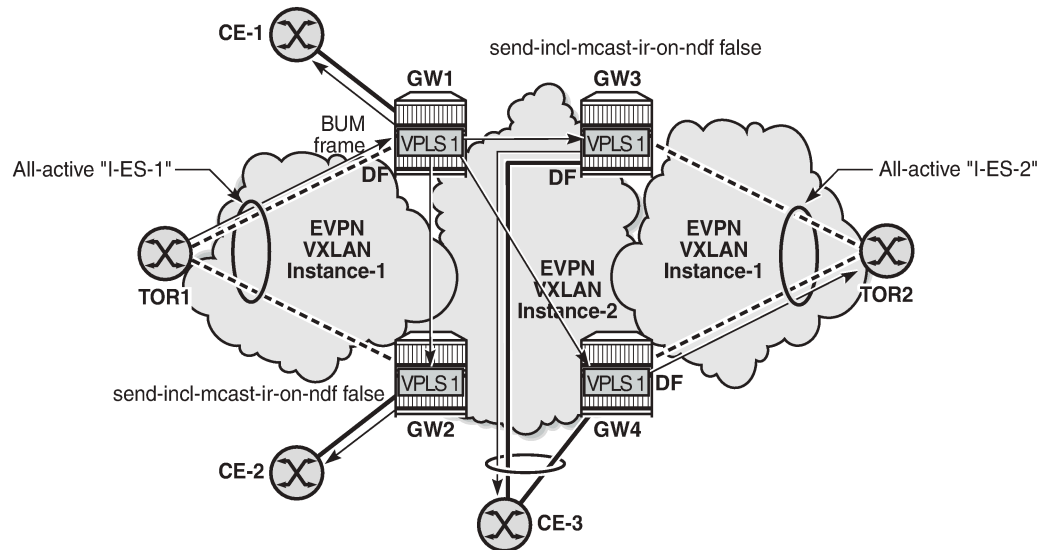 CE-1
send-incl-mcast-ir-on-ndf false
GW1
GW3
BUM
frame
VPLS 1
VPLS 1
All-active "I-ES-1"
DF
DF
All-active "I-ES-2"
EVPN
VXLAN
Instance-1
EVPN
VXLAN
Instance-2
EVPN
VXLAN
Instance-1
TOR1
TOR2
send-incl-mcast-ir-on-ndf false
VPLS 1
VPLS 1
DF
GW2
GW4
CE-2
CE-3